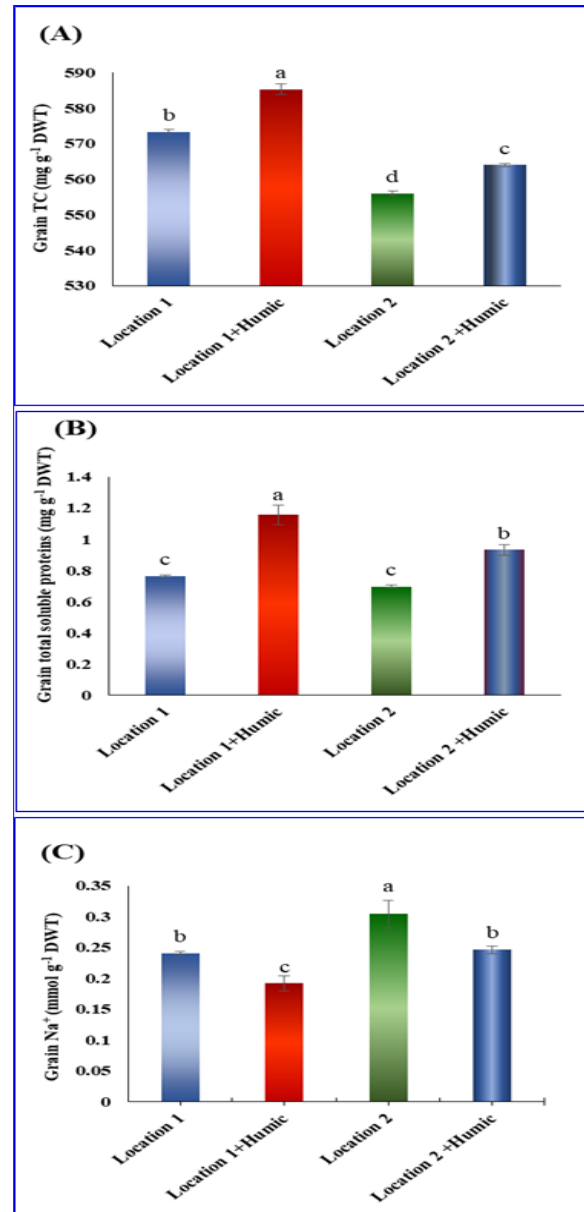 (A)
Grain TC (mg g-1 DWT)
590
580
570
560
550
540
530
b
a
d
c
Location 1
Location 1+Humic
Location 2
Location 2 +Humic
(B)
Grain total soluble proteins (mg g-1 DWT)
1.4
1.2
1
0.8
0.6
0.4
0.2
0
c
a
c
b
Location 1
Location 1+Humic
Location 2
Location 2 +Humic
(C)
Grain Na+ (mmol g-1 DWT)
0.35
0.3
0.25
0.2
0.15
0.1
0.05
0
b
c
a
b
Location 1
Location 1+Humic
Location 2
Location 2 +Humic